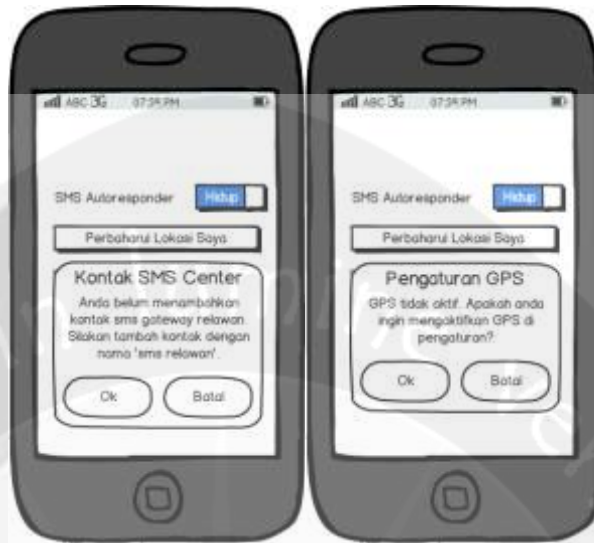 ABC 3G 07:39 PM
SMS Autoresponder Hidup
Perbaharui Lokasi Saya
Kontak SMS Center
Anda belum menambahkan
kontak sms gateway relawan.
Silakan tambah kontak dengan
nama 'sms relawan'.
Ok Batal
ABC 3G 07:39 PM
SMS Autoresponder Hidup
Perbaharui Lokasi Saya
Pengaturan GPS
GPS tidak aktif. Apakah anda
ingin mengaktifkan GPS di
pengaturan?
Ok Batal